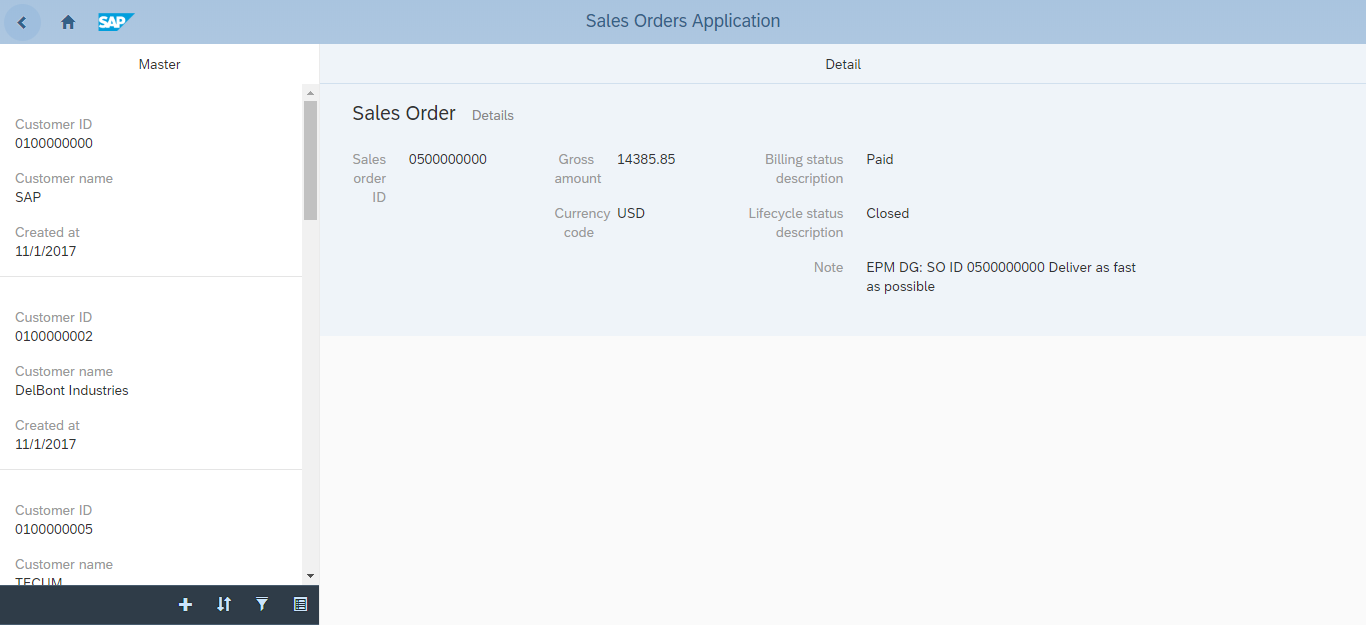 SAP
Sales Orders Application
Master
Customer ID
0100000000
Customer name
SAP
Created at
11/1/2017
Customer ID
0100000002
Customer name
DelBont Industries
Created at
11/1/2017
Customer ID
0100000005
Customer name
TECUM
Detail
Sales Order Details
Sales
order
ID
0500000000
Gross
amount
14385.85
Currency
code
USD
Billing status
description
Paid
Lifecycle status
description
Closed
Note
EPM DG: SO ID 0500000000 Deliver as fast
as possible